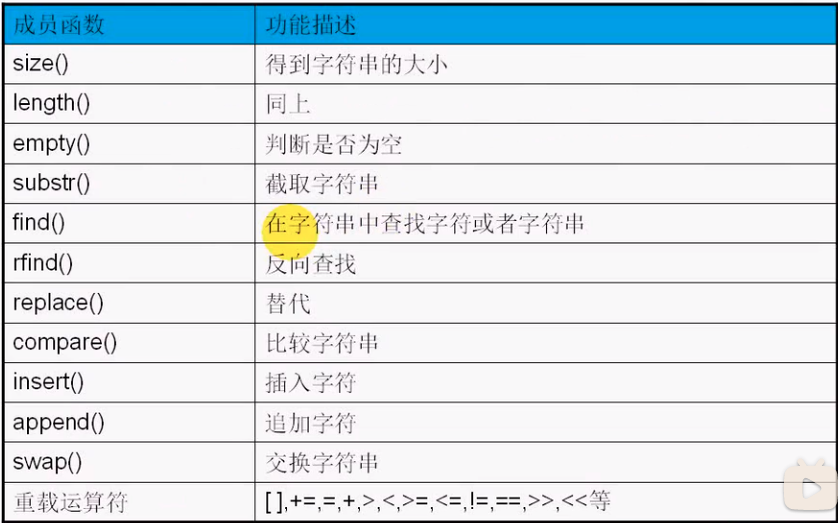 成员函数 功能描述
size() 得到字符串的大小
length() 同上
empty() 判断是否为空
substr() 截取字符串
find() 在字符串中查找字符或者字符串
rfind() 反向查找
replace() 替代
compare() 比较字符串
insert() 插入字符
append() 追加字符
swap() 交换字符串
重载运算符 [ ],+=,=,+,>,<,>=,<=,!=,==,>>,<<等